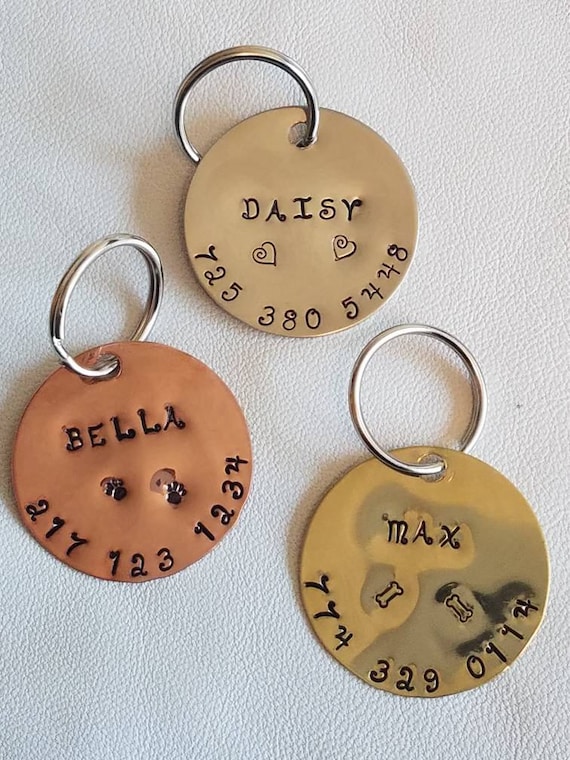 DAISY
725 380 5448
BELLA
217 123 1234
MAX
774 329 0114